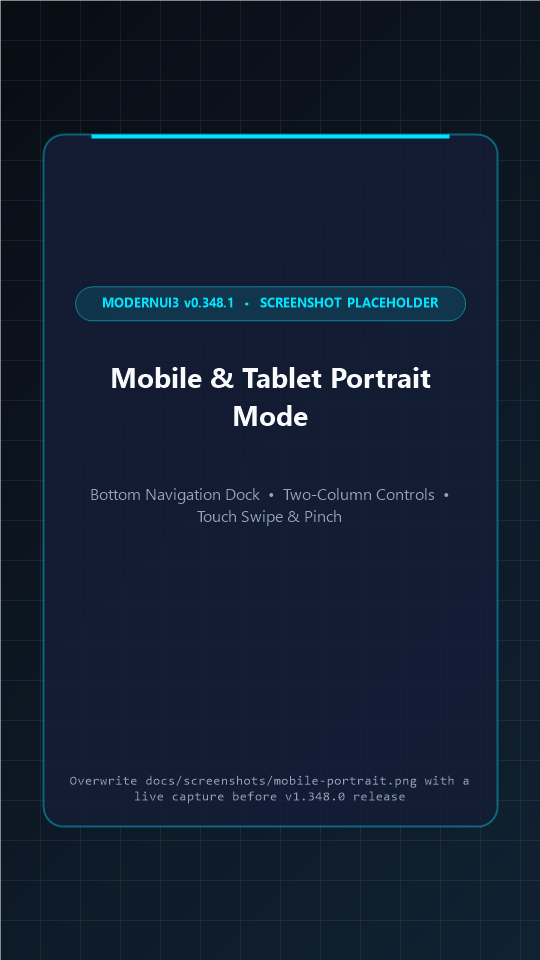 MODERNUI3 v0.348.1 • SCREENSHOT PLACEHOLDER
Mobile & Tablet Portrait
Mode
Bottom Navigation Dock • Two-Column Controls •
Touch Swipe & Pinch
Overwrite docs/screenshots/mobile-portrait.png with a
live capture before v1.348.0 release